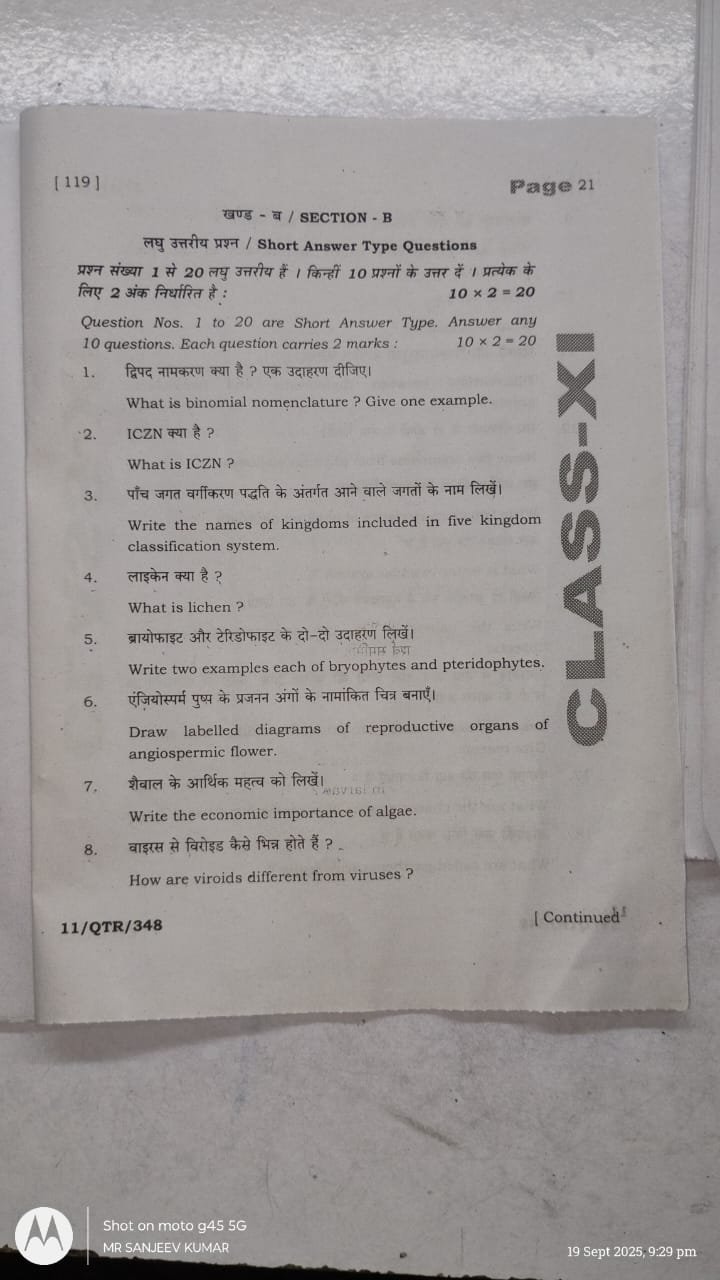 [ 119 ]
Page 21
खण्ड - ब / SECTION - B
लघु उत्तरीय प्रश्न / Short Answer Type Questions
प्रश्न संख्या 1 से 20 लघु उत्तरीय हैं । किन्हीं 10 प्रश्नों के उत्तर दें । प्रत्येक के
लिए 2 अंक निर्धारित है : 10 × 2 = 20
Question Nos. 1 to 20 are Short Answer Type. Answer any
10 questions. Each question carries 2 marks : 10 × 2 = 20
1. द्विपद नामकरण क्या है ? एक उदाहरण दीजिए।
What is binomial nomenclature ? Give one example.
2. ICZN क्या है ?
What is ICZN ?
3. पाँच जगत वर्गीकरण पद्धति के अंतर्गत आने वाले जगतों के नाम लिखें।
Write the names of kingdoms included in five kingdom
classification system.
4. लाइकेन क्या है ?
What is lichen ?
5. ब्रायोफाइट और टेरिडोफाइट के दो-दो उदाहरण लिखें।
Write two examples each of bryophytes and pteridophytes.
6. एंजियोस्पर्म पुष्प के प्रजनन अंगों के नामांकित चित्र बनाएँ।
Draw labelled diagrams of reproductive organs of
angiospermic flower.
7. शैवाल के आर्थिक महत्व को लिखें।
Write the economic importance of algae.
8. वाइरस से विरोइड कैसे भिन्न होते हैं ?
How are viroids different from viruses ?
11/QTR/348
[ Continued
CLASS-XI
Shot on moto g45 5G
MR SANJEEV KUMAR
19 Sept 2025, 9:29 pm